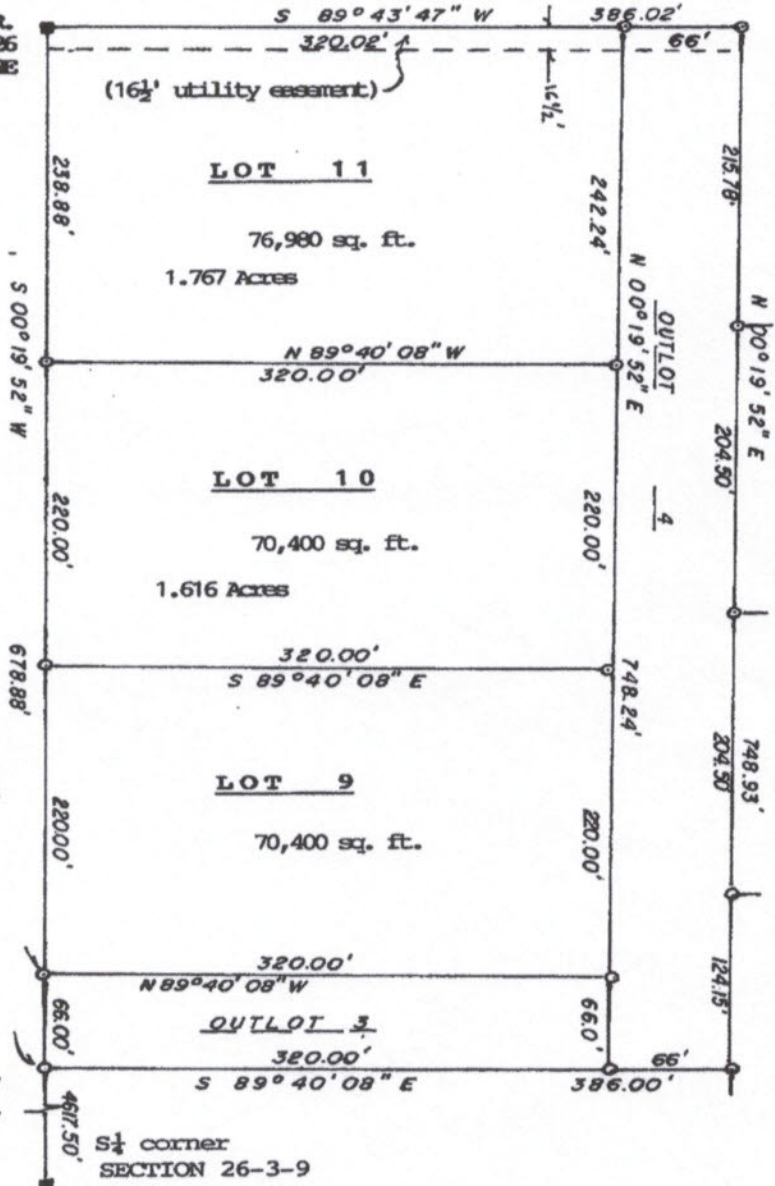 S 89°43'47" W
386.02'
26
320.02'
66'
(16½' utility easement)
16½'
LOT 11
76,980 sq. ft.
1.767 Acres
238.88'
242.24'
215.78'
S 00°19'52" W
N 00°19'52" E
OUTLOT 4
N 00°19'52" E
N 89°40'08" W
320.00'
204.50'
LOT 10
70,400 sq. ft.
1.616 Acres
220.00'
220.00'
320.00'
S 89°40'08" E
678.88'
748.24'
748.93'
204.50
LOT 9
70,400 sq. ft.
220.00'
220.00'
124.15'
320.00'
N 89°40'08" W
OUTLOT 3
66.00'
66.0'
320.00'
66'
S 89°40'08" E
386.00'
4617.50'
S¼ corner
SECTION 26-3-9